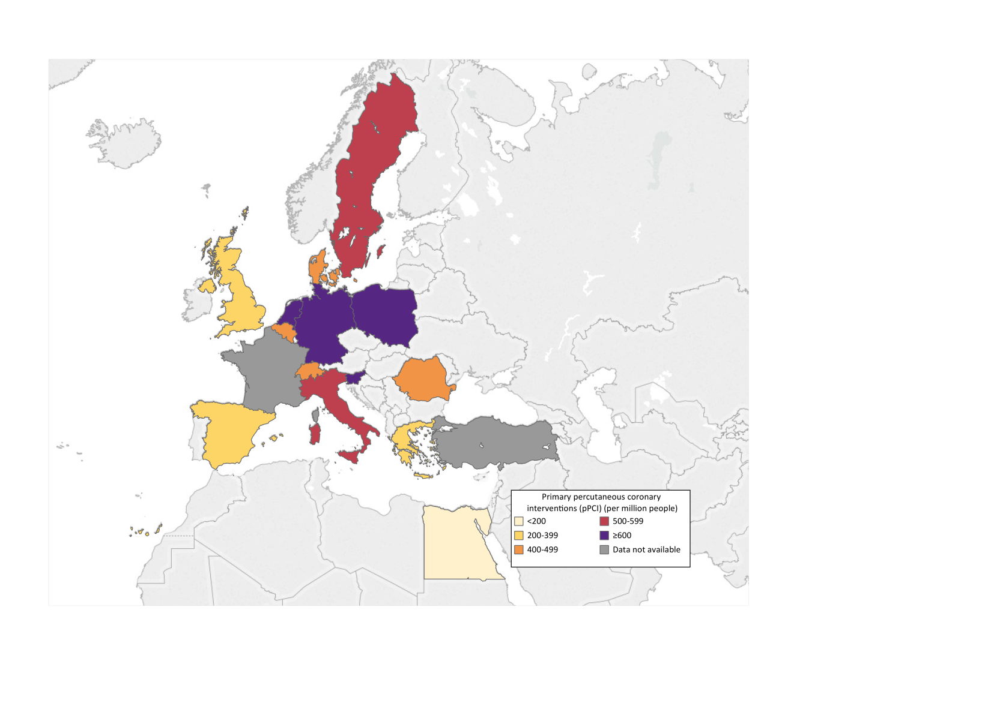 Primary percutaneous coronary
interventions (pPCI) (per million people)
<200
500-599
200-399
≥600
400-499
Data not available